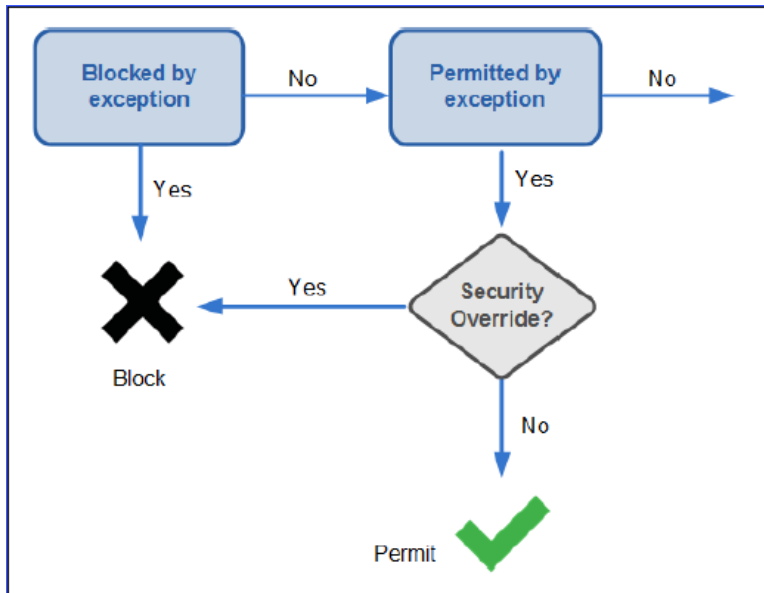 Blocked by
exception
No
Permitted by
exception
No
Yes
Yes
Yes
Security
Override?
Block
No
Permit